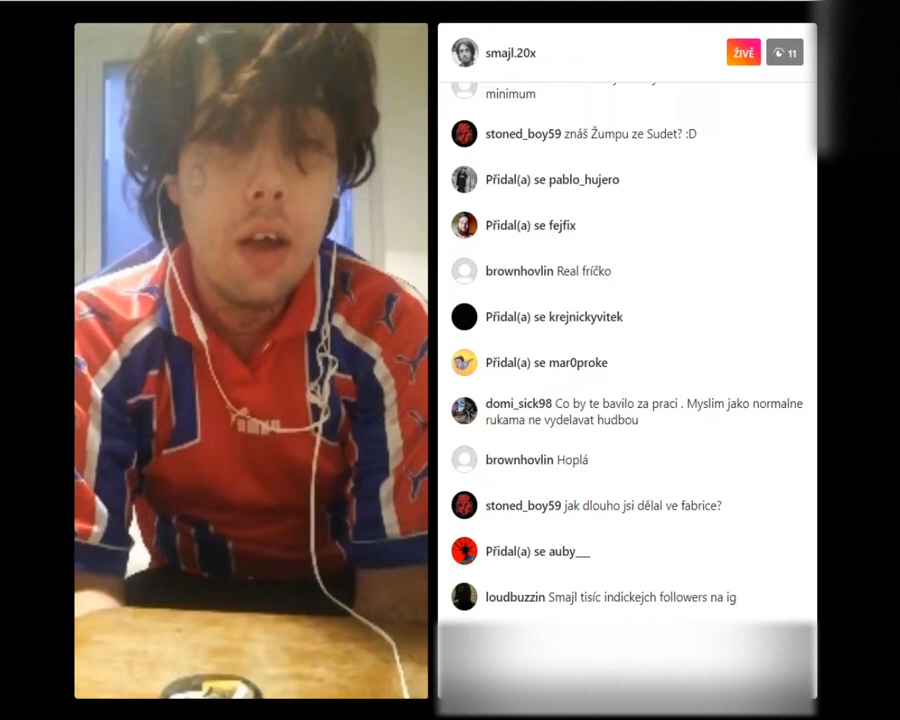 smajl.20x
ŽIVĚ
11
minimum
stoned_boy59 znáš Žumpu ze Sudet? :D
Přidal(a) se pablo_hujero
Přidal(a) se fejfix
brownhovlin Real fríčko
Přidal(a) se krejnickyvitek
Přidal(a) se mar0proke
domi_sick98 Co by te bavilo za praci . Myslim jako normalne
rukama ne vydelavat hudbou
brownhovlin Hoplá
stoned_boy59 jak dlouho jsi dělal ve fabrice?
Přidal(a) se auby___
loudbuzzin Smajl tisíc indickejch followers na ig